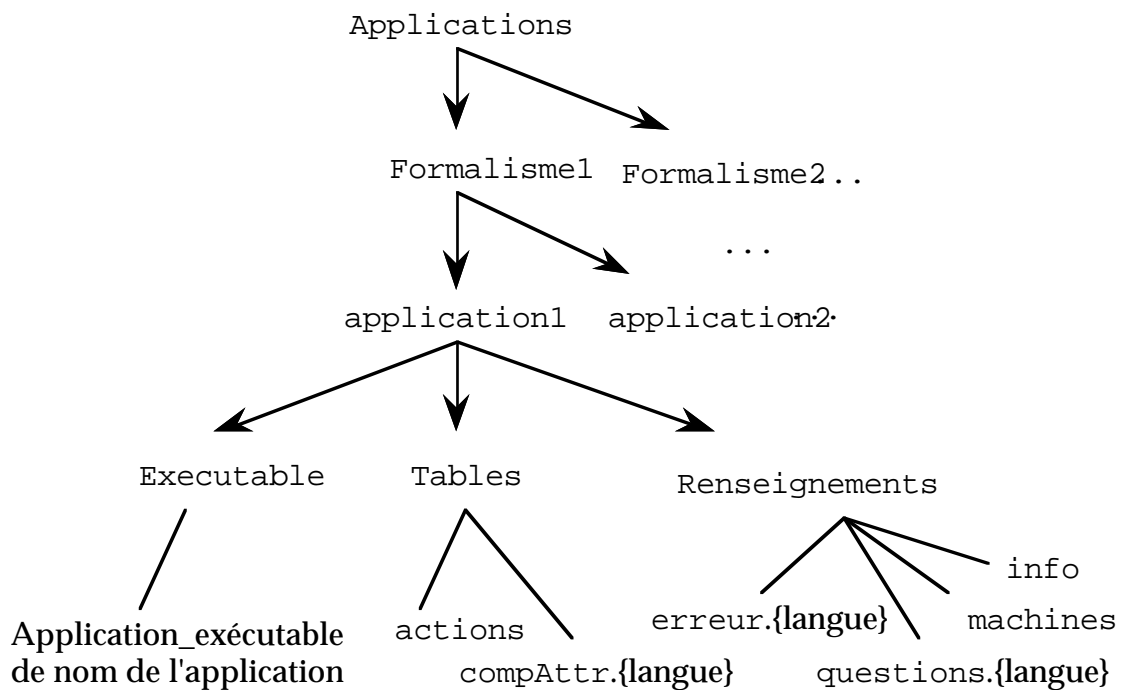 Applications
Formalisme1 Formalisme2...
...
application1 application2...
Executable Tables Renseignements
info
erreur.{langue} machines
Application_exécutable actions
de nom de l'application compAttr.{langue} questions.{langue}